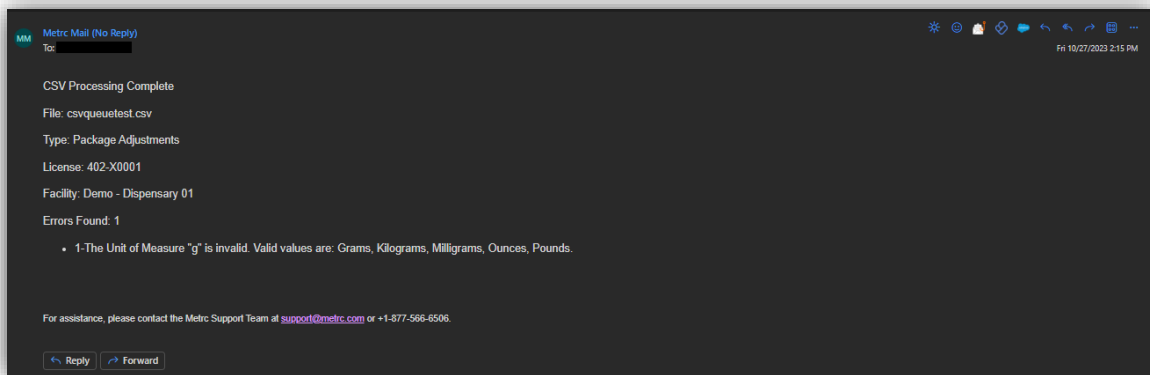 MM
Metrc Mail (No Reply)
To:
Fri 10/27/2023 2:15 PM
CSV Processing Complete
File: csvqueuetest.csv
Type: Package Adjustments
License: 402-X0001
Facility: Demo - Dispensary 01
Errors Found: 1
• 1-The Unit of Measure "g" is invalid. Valid values are: Grams, Kilograms, Milligrams, Ounces, Pounds.
For assistance, please contact the Metrc Support Team at support@metrc.com or +1-877-566-6506.
Reply
Forward